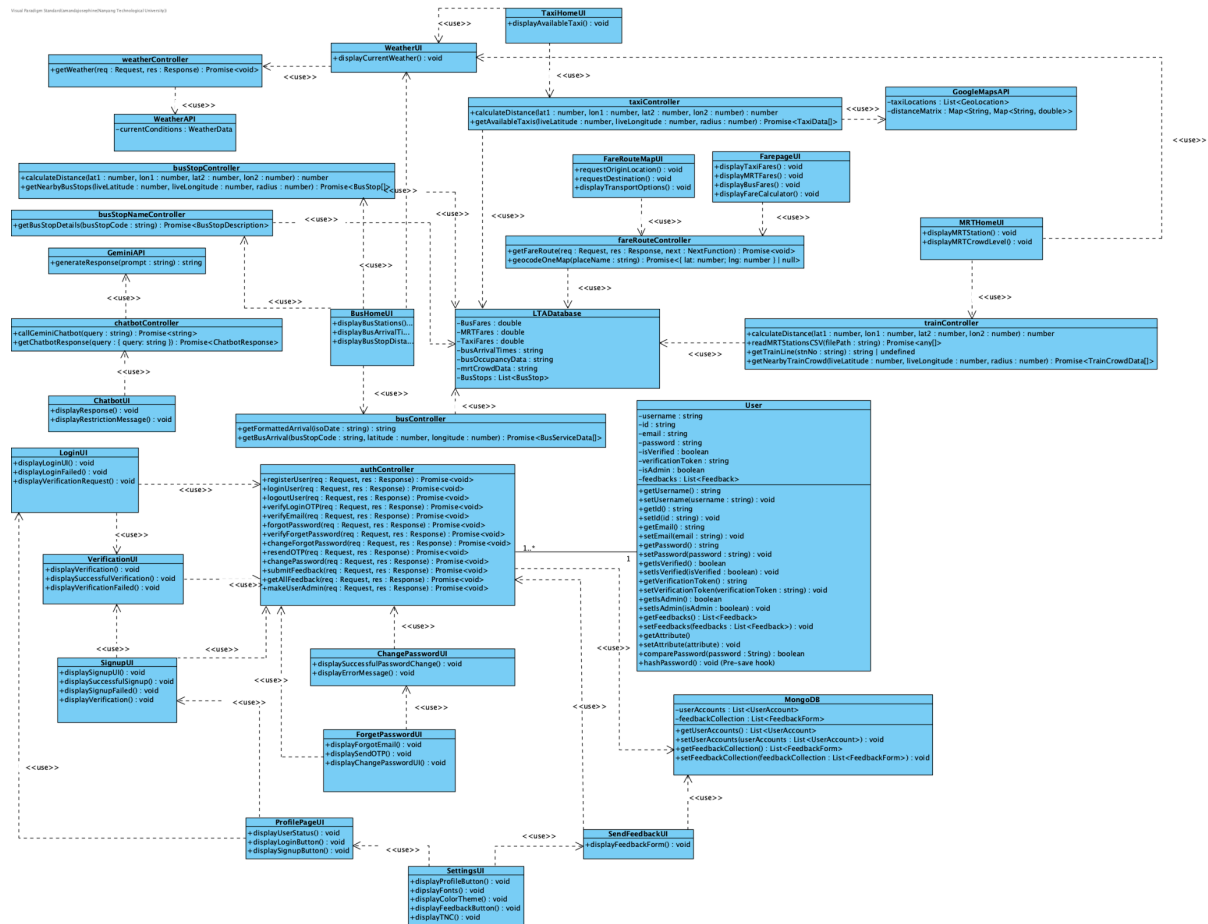 Visual Paradigm Standard(amandagosephine(Nanyang Technological University))
TaxiHomeUI
+displayAvailableTaxi() : void
<<use>>
<<use>>
WeatherUI
+displayCurrentWeather() : void
weatherController
+getWeather(req : Request, res : Response) : Promise<void>
<<use>>
<<use>>
WeatherAPI
-currentConditions : WeatherData
<<use>>
taxiController
+calculateDistance(lat1 : number, lon1 : number, lat2 : number, lon2 : number) : number
+getAvailableTaxis(liveLatitude : number, liveLongitude : number, radius : number) : Promise<TaxiData[]>
<<use>>
GoogleMapsAPI
-taxiLocations : List<GeoLocation>
-distanceMatrix : Map<String, Map<String, double>>
<<use>>
busStopController
+calculateDistance(lat1 : number, lon1 : number, lat2 : number, lon2 : number) : number
+getNearbyBusStops(liveLatitude : number, liveLongitude : number, radius : number) : Promise<BusStop[]>
<<use>>
FareRouteMapUI
+requestOriginLocation() : void
+requestDestination() : void
+displayTransportOptions() : void
FarepageUI
+displayTaxiFares() : void
+displayMRTFares() : void
+displayBusFares() : void
+displayFareCalculator() : void
<<use>>
<<use>>
busStopNameController
+getBusStopDetails(busStopCode : string) : Promise<BusStopDescription>
<<use>>
<<use>>
<<use>>
MRTHomeUI
+displayMRTStation() : void
+displayMRTCrowdLevel() : void
fareRouteController
+getFareRoute(req : Request, res : Response, next : NextFunction) : Promise<void>
+geocodeOneMap(placeName : string) : Promise<{ lat: number; lng: number } | null>
<<use>>
GeminiAPI
+generateResponse(prompt : string) : string
<<use>>
<<use>>
<<use>>
BusHomeUI
+displayBusStations()...
+displayBusArrivalTi...
+displayBusStopDista...
LTADatabase
-BusFares : double
-MRTFares : double
-TaxiFares : double
-busArrivalTimes : string
-busOccupancyData : string
-mrtCrowdData : string
-BusStops : List<BusStop>
chatbotController
+callGeminiChatbot(query : string) : Promise<string>
+getChatbotResponse(query : { query: string }) : Promise<ChatbotResponse>
<<use>>
trainController
+calculateDistance(lat1 : number, lon1 : number, lat2 : number, lon2 : number) : number
+readMRTStationsCSV(filePath : string) : Promise<any[]>
+getTrainLine(stnNo : string) : string | undefined
+getNearbyTrainCrowd(liveLatitude : number, liveLongitude : number, radius : number) : Promise<TrainCrowdData[]>
<<use>>
<<use>>
<<use>>
ChatbotUI
+displayResponse() : void
+displayRestrictionMessage() : void
busController
+getFormattedArrival(isoDate : string) : string
+getBusArrival(busStopCode : string, latitude : number, longitude : number) : Promise<BusServiceData[]>
User
-username : string
-id : string
-email : string
-password : string
-isVerified : boolean
-verificationToken : string
-isAdmin : boolean
-feedbacks : List<Feedback>
+getUsername() : string
+setUsername(username : string) : void
+getId() : string
+setId(id : string) : void
+getEmail() : string
+setEmail(email : string) : void
+getPassword() : string
+setPassword(password : string) : void
+getIsVerified() : boolean
+setIsVerified(isVerified : boolean) : void
+getVerificationToken() : string
+setVerificationToken(verificationToken : string) : void
+getIsAdmin() : boolean
+setIsAdmin(isAdmin : boolean) : void
+getFeedbacks() : List<Feedback>
+setFeedbacks(feedbacks : List<Feedback>) : void
+getAttribute()
+setAttribute(attribute) : void
+comparePassword(password : String) : boolean
+hashPassword() : void (Pre-save hook)
LoginUI
+displayLoginUI() : void
+displayLoginFailed() : void
+displayVerificationRequest() : void
<<use>>
<<use>>
authController
+registerUser(req : Request, res : Response) : Promise<void>
+loginUser(req : Request, res : Response) : Promise<void>
+logoutUser(req : Request, res : Response) : Promise<void>
+verifyLoginOTP(req : Request, res : Response) : Promise<void>
+verifyEmail(req : Request, res : Response) : Promise<void>
+forgotPassword(req : Request, res : Response) : Promise<void>
+verifyForgetPassword(req : Request, res : Response) : Promise<void>
+changeForgotPassword(req : Request, res : Response) : Promise<void>
+resendOTP(req : Request, res : Response) : Promise<void>
+changePassword(req : Request, res : Response) : Promise<void>
+submitFeedback(req : Request, res : Response) : Promise<void>
+getAllFeedback(req : Request, res : Response) : Promise<void>
+makeUserAdmin(req : Request, res : Response) : Promise<void>
1..*
1
VerificationUI
+displayVerification() : void
+displaySuccessfulVerification() : void
+displayVerificationFailed() : void
<<use>>
<<use>>
<<use>>
<<use>>
<<use>>
SignupUI
+displaySignupUI() : void
+displaySuccessfulSignup() : void
+displaySignupFailed() : void
+displayVerification() : void
<<use>>
ChangePasswordUI
+displaySuccessfulPasswordChange() : void
+displayErrorMessage() : void
<<use>>
<<use>>
<<use>>
MongoDB
-userAccounts : List<UserAccount>
-feedbackCollection : List<FeedbackForm>
+getUserAccounts() : List<UserAccount>
+setUserAccounts(userAccounts : List<UserAccount>) : void
+getFeedbackCollection() : List<FeedbackForm>
+setFeedbackCollection(feedbackCollection : List<FeedbackForm>) : void
ForgetPasswordUI
+displayForgotEmail() : void
+displaySendOTP() : void
+displayChangePasswordUI() : void
<<use>>
<<use>>
<<use>>
ProfilePageUI
+displayUserStatus() : void
+displayLoginButton() : void
+displaySignupButton() : void
<<use>>
<<use>>
SendFeedbackUI
+displayFeedbackForm() : void
SettingsUI
+displayProfileButton() : void
+dipslayFonts() : void
+displayColorTheme() : void
+displayFeedbackButton() : void
+displayTNC() : void